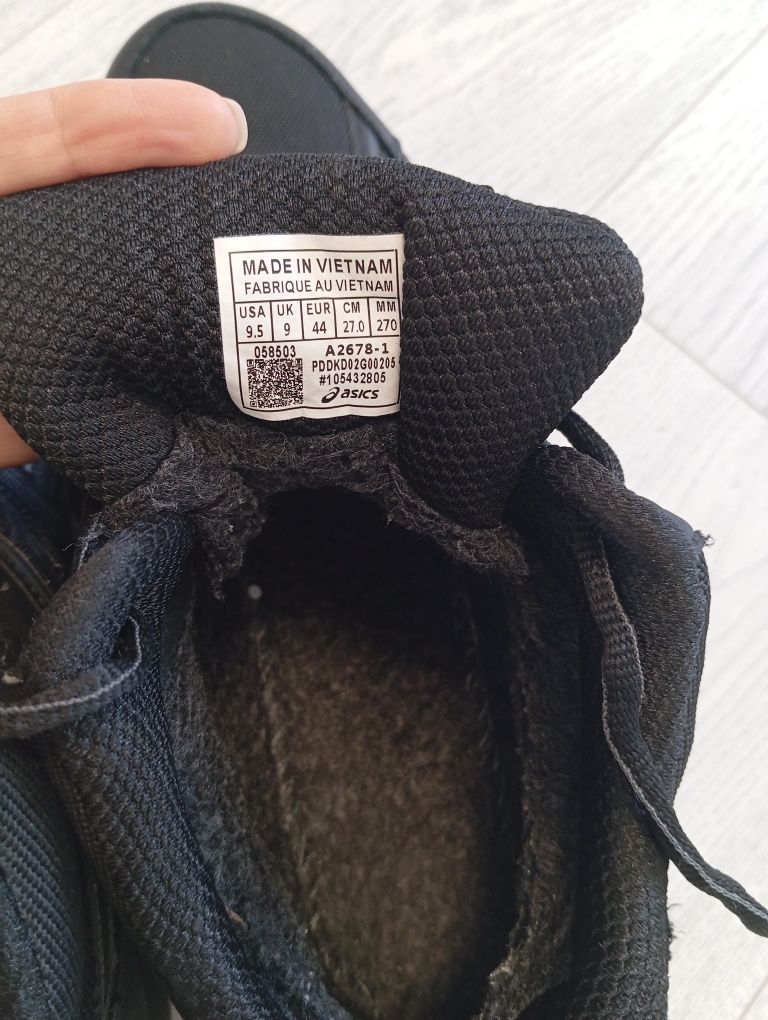 MADE IN VIETNAM
FABRIQUE AU VIETNAM
USA UK EUR CM MM
9.5 9 44 27.0 270
058503 A2678-1
PDDKD02G00205
#105432805
asics